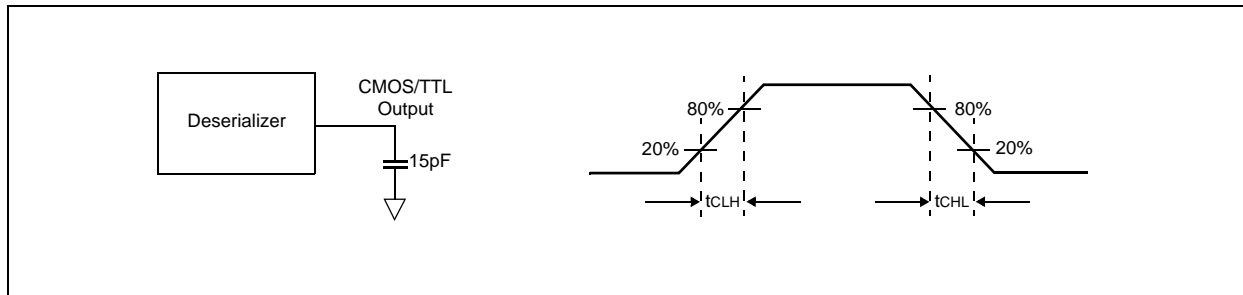 Deserializer
CMOS/TTL
Output
15pF
80%
20%
80%
20%
tCLH
tCHL